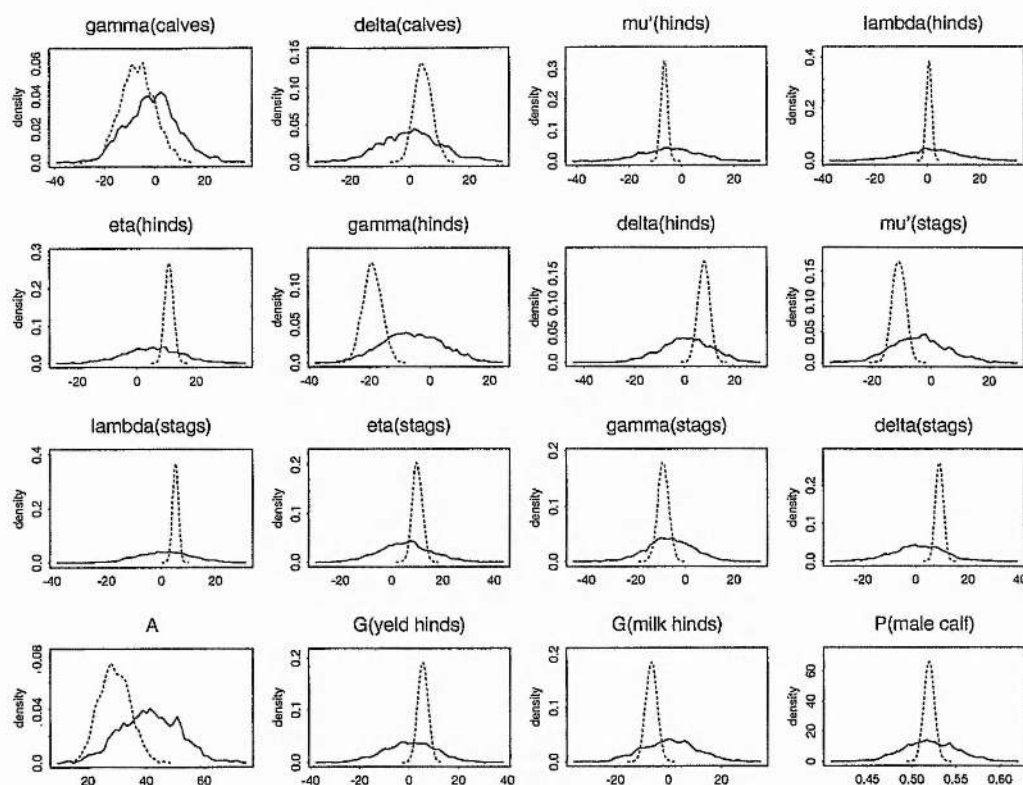 gamma(calves) delta(calves) mu'(hinds) lambda(hinds)
density 0.0 0.02 0.04 0.06 density 0.0 0.05 0.10 0.15 density 0.0 0.1 0.2 0.3 density 0.0 0.2 0.4
-40 -20 0 20 -20 0 20 -40 -20 0 20 -40 -20 0 20
eta(hinds) gamma(hinds) delta(hinds) mu'(stags)
density 0.0 0.1 0.2 0.3 density 0.0 0.05 0.10 density 0.0 0.05 0.10 0.15 density 0.0 0.05 0.10 0.15
-20 0 20 -40 -20 0 20 -40 -20 0 20 -20 0 20
lambda(stags) eta(stags) gamma(stags) delta(stags)
density 0.0 0.2 0.4 density 0.0 0.1 0.2 density 0.0 0.1 0.2 density 0.0 0.1 0.2
-40 -20 0 20 -20 0 20 40 -40 -20 0 20 -20 0 20 40
A G(yeld hinds) G(milk hinds) P(male calf)
density 0.0 0.04 0.08 density 0.0 0.1 0.2 density 0.0 0.1 0.2 density 0 20 40 60
20 40 60 -40 -20 0 20 40 -40 -20 0 20 0.45 0.50 0.55 0.60